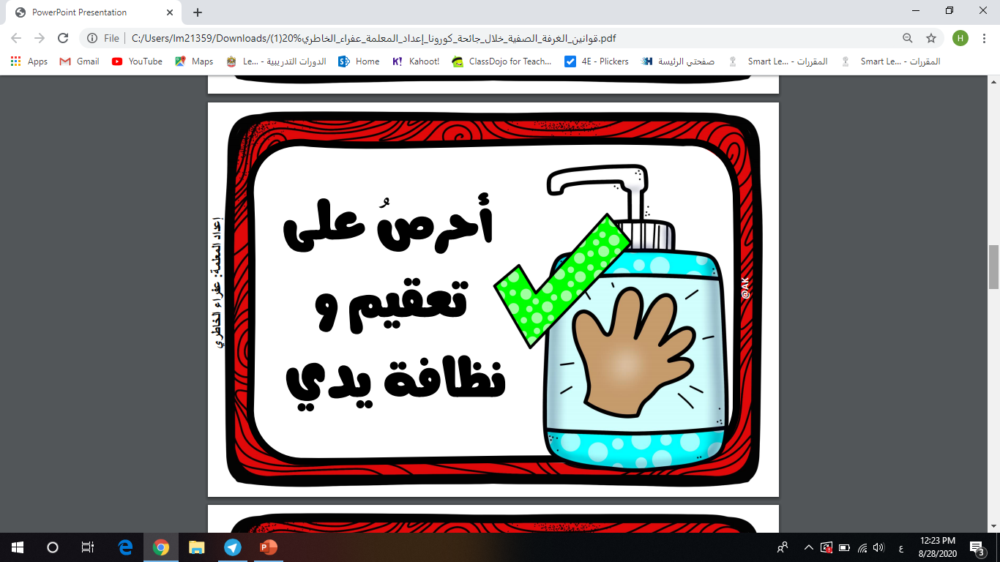 PowerPoint Presentation
File
C:/Users/lm21359/Downloads/(1)20%قوانين_الغرفة_الصفية_خلال_جائحة_كورونا_إعداد_المعلمة_عفراء_الخاطري.pdf
H
Apps
Gmail
YouTube
Maps
الدورات التدريبية - ...Le
Home
Kahoot!
ClassDojo for Teach...
4E - Plickers
صفحتي الرئيسة
المقررات - ...Smart Le
المقررات - ...Smart Le
أحرصُ على
تعقيم و
نظافة يدي
إعداد المعلمة: عفراء الخاطري
@AK
ع
12:23 PM
8/28/2020
3